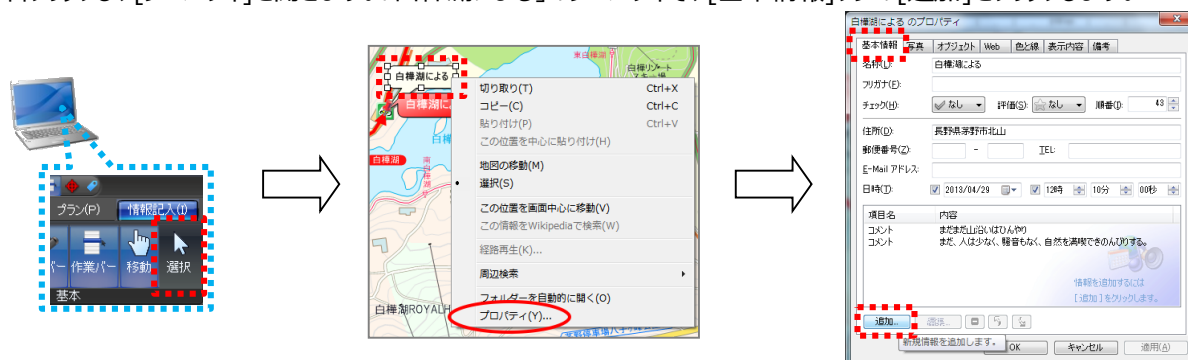 プラン(P) 情報記入(I)
作業バー 移動 選択
基本
東白樺湖
白樺リゾート
白樺湖による
白樺湖
白樺湖ROYAL
切り取り(T) Ctrl+X
コピー(C) Ctrl+C
貼り付け(P) Ctrl+V
この位置を中心に貼り付け(H)
地図の移動(M)
選択(S)
この位置を画面中心に移動(V)
この情報をWikipediaで検索(W)
経路再生(K)...
周辺検索
フォルダーを自動的に開く(O)
プロパティ(Y)...
白樺湖による のプロパティ
基本情報 写真 オブジェクト Web 色と線 表示内容 備考
名称(L): 白樺湖による
フリガナ(F):
チェック(H): なし 評価(S): なし 順番(I): 43
住所(D): 長野県茅野市北山
郵便番号(Z): - TEL:
E-Mail アドレス:
日時(T): 2013/04/29 12時 10分 00秒
項目名 内容
コメント まだまだ山沿いはひんやり
コメント まだ、人は少なく、騒音もなく、自然を満喫できのんびりする。
情報を追加するには
[追加]をクリックします。
追加...
新規情報を追加します。
OK キャンセル 適用(A)